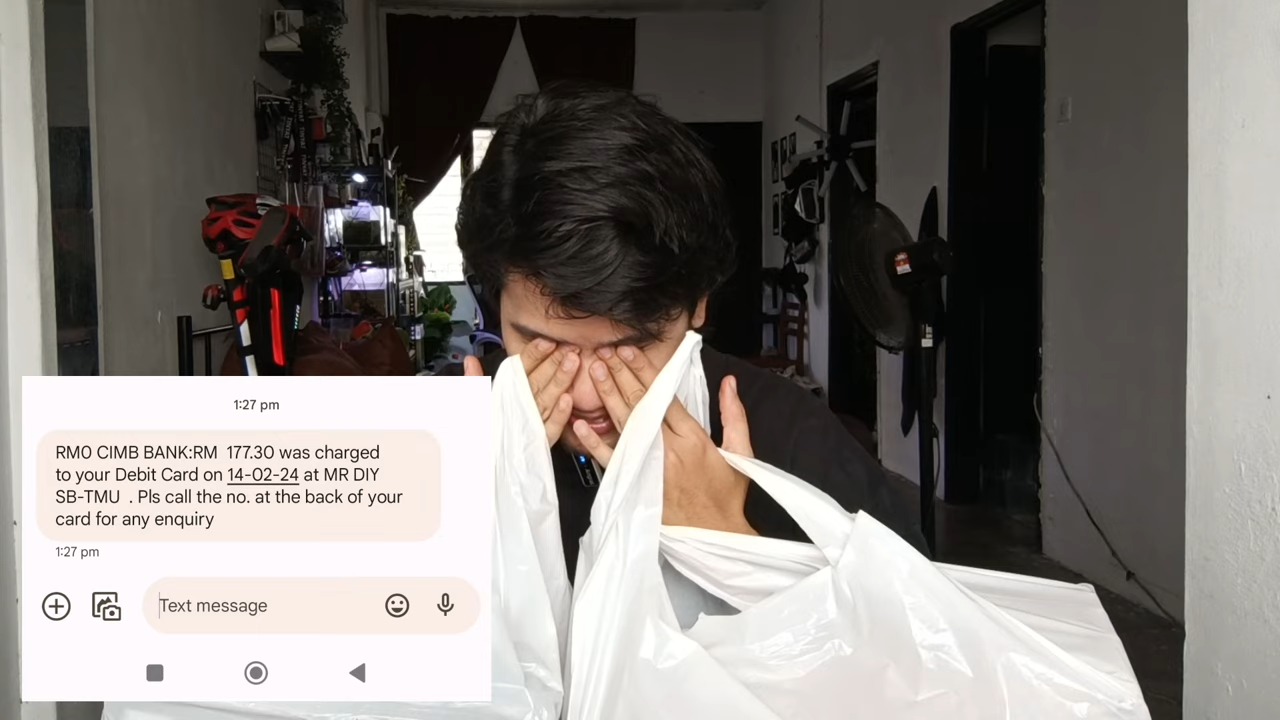 1:27 pm
RM0 CIMB BANK:RM  177.30 was charged
to your Debit Card on 14-02-24 at MR DIY
SB-TMU  . Pls call the no. at the back of your
card for any enquiry
1:27 pm
Text message